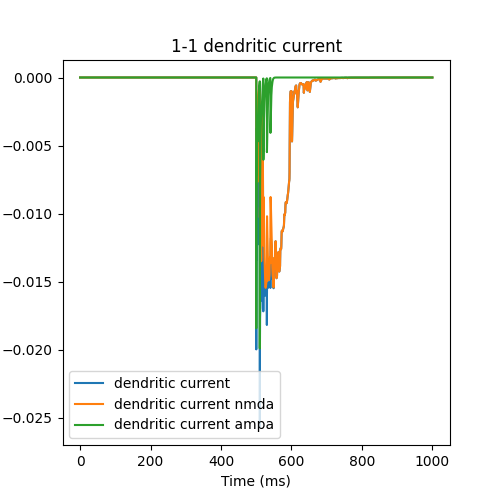 1-1 dendritic current
0.000
−0.005
−0.010
−0.015
−0.020
−0.025
dendritic current
dendritic current nmda
dendritic current ampa
0 200 400 600 800 1000
Time (ms)